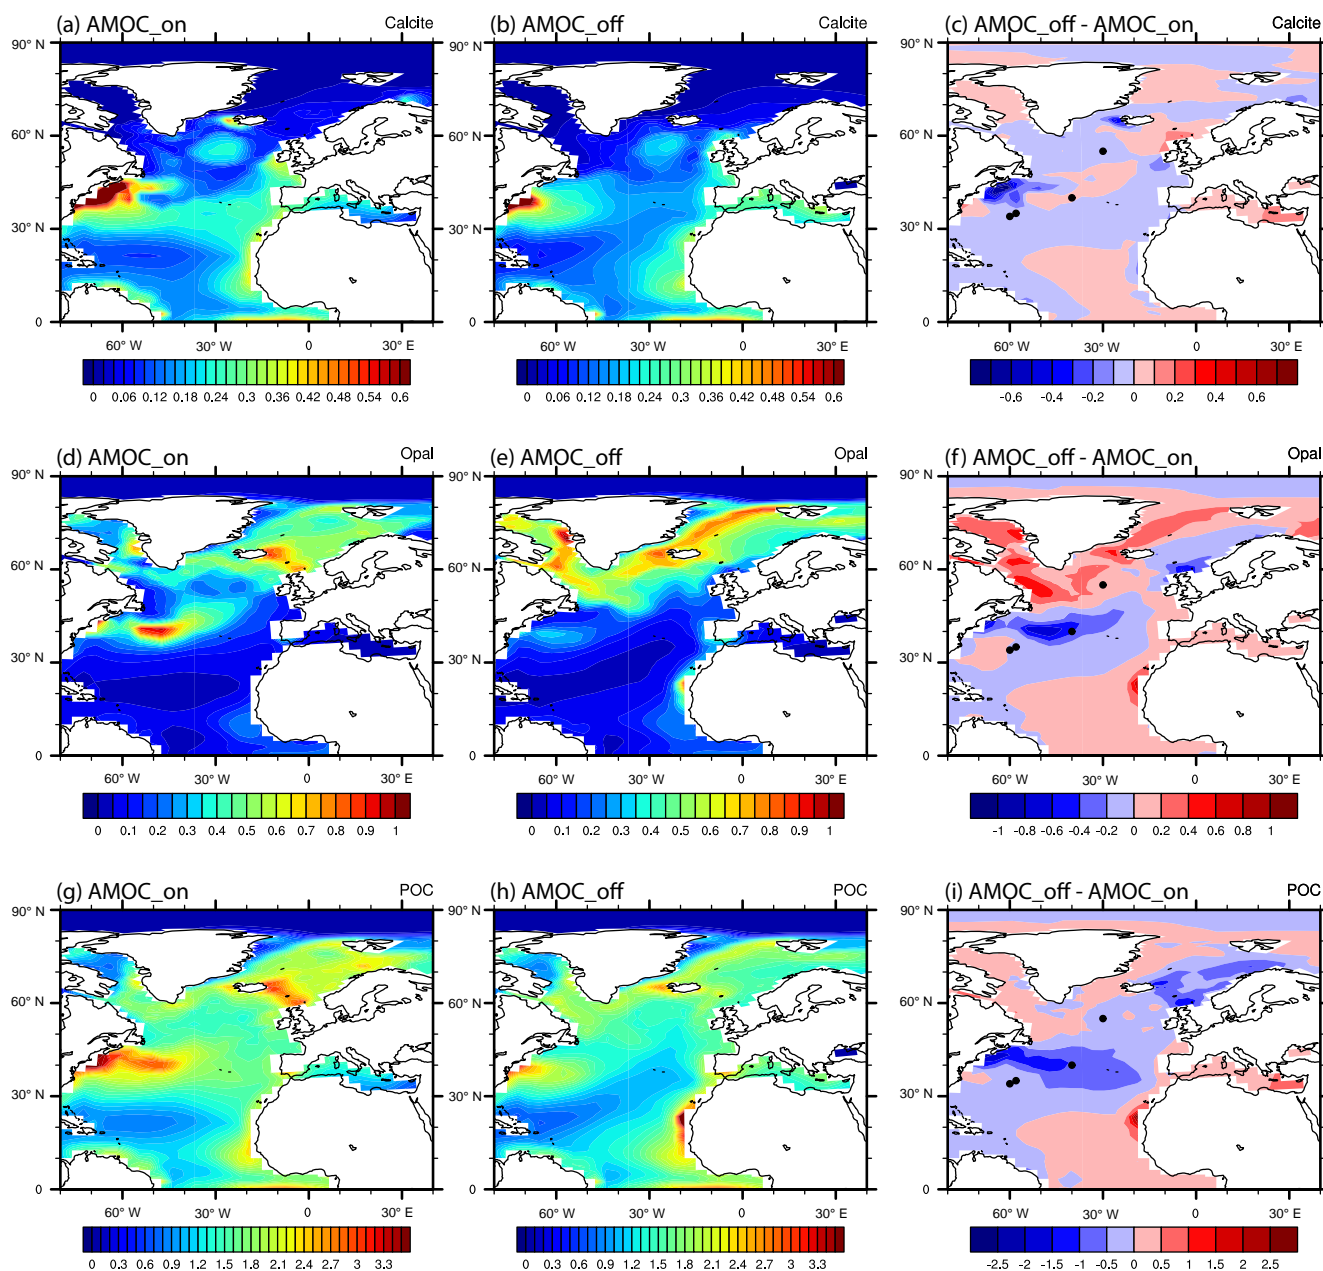 (a) AMOC_on Calcite (b) AMOC_off Calcite (c) AMOC_off - AMOC_on Calcite
90° N 90° N 90° N
60° N 60° N 60° N
30° N 30° N 30° N
0 0 0
60° W 30° W 0 30° E 60° W 30° W 0 30° E 60° W 30° W 0 30° E
0 0.06 0.12 0.18 0.24 0.3 0.36 0.42 0.48 0.54 0.6 0 0.06 0.12 0.18 0.24 0.3 0.36 0.42 0.48 0.54 0.6 -0.6 -0.4 -0.2 0 0.2 0.4 0.6
(d) AMOC_on Opal (e) AMOC_off Opal (f) AMOC_off - AMOC_on Opal
90° N 90° N 90° N
60° N 60° N 60° N
30° N 30° N 30° N
0 0 0
60° W 30° W 0 30° E 60° W 30° W 0 30° E 60° W 30° W 0 30° E
0 0.1 0.2 0.3 0.4 0.5 0.6 0.7 0.8 0.9 1 0 0.1 0.2 0.3 0.4 0.5 0.6 0.7 0.8 0.9 1 -1 -0.8 -0.6 -0.4 -0.2 0 0.2 0.4 0.6 0.8 1
(g) AMOC_on POC (h) AMOC_off POC (i) AMOC_off - AMOC_on POC
90° N 90° N 90° N
60° N 60° N 60° N
30° N 30° N 30° N
0 0 0
60° W 30° W 0 30° E 60° W 30° W 0 30° E 60° W 30° W 0 30° E
0 0.3 0.6 0.9 1.2 1.5 1.8 2.1 2.4 2.7 3 3.3 0 0.3 0.6 0.9 1.2 1.5 1.8 2.1 2.4 2.7 3 3.3 -2.5 -2 -1.5 -1 -0.5 0 0.5 1 1.5 2 2.5